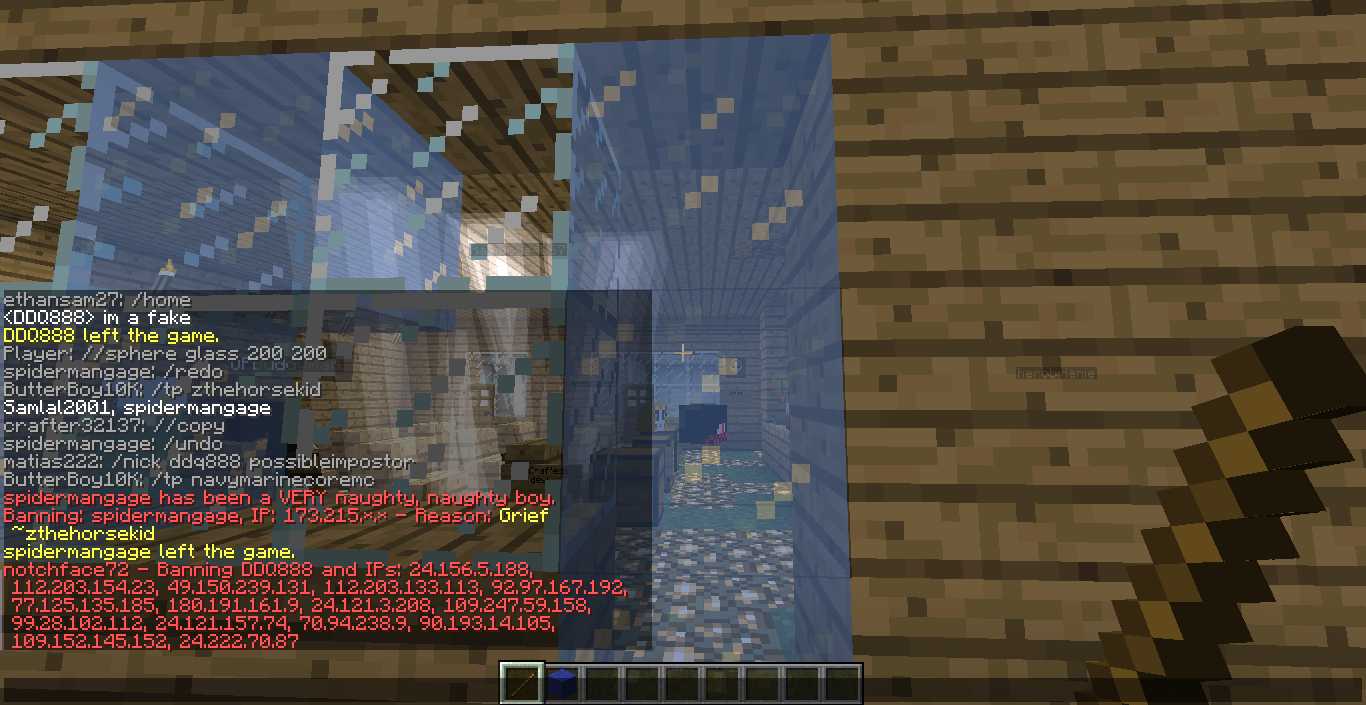 ethansam27: /home
<DDQ888> im a fake
DDQ888 left the game.
Player: //sphere glass 200 200
spidermangage: /redo
ButterBoy10K: /tp zthehorsekid
Samlal2001, spidermangage
crafter32137: //copy
spidermangage: /undo
matias222: /nick ddq888 possibleimpostor
ButterBoy10K: /tp navymarinecoremc
spidermangage has been a VERY naughty, naughty boy.
Banning: spidermangage, IP: 173.215.×.× - Reason: Grief
~zthehorsekid
spidermangage left the game.
notchface72 - Banning DDQ888 and IPs: 24.156.5.188,
112.203.154.23, 49.150.239.131, 112.203.133.113, 92.97.167.192,
77.125.135.185, 180.191.161.9, 24.121.3.208, 109.247.59.158,
99.28.102.112, 24.121.157.74, 70.94.238.9, 90.193.14.105,
109.152.145.152, 24.222.70.87
herobrianie
Crafted